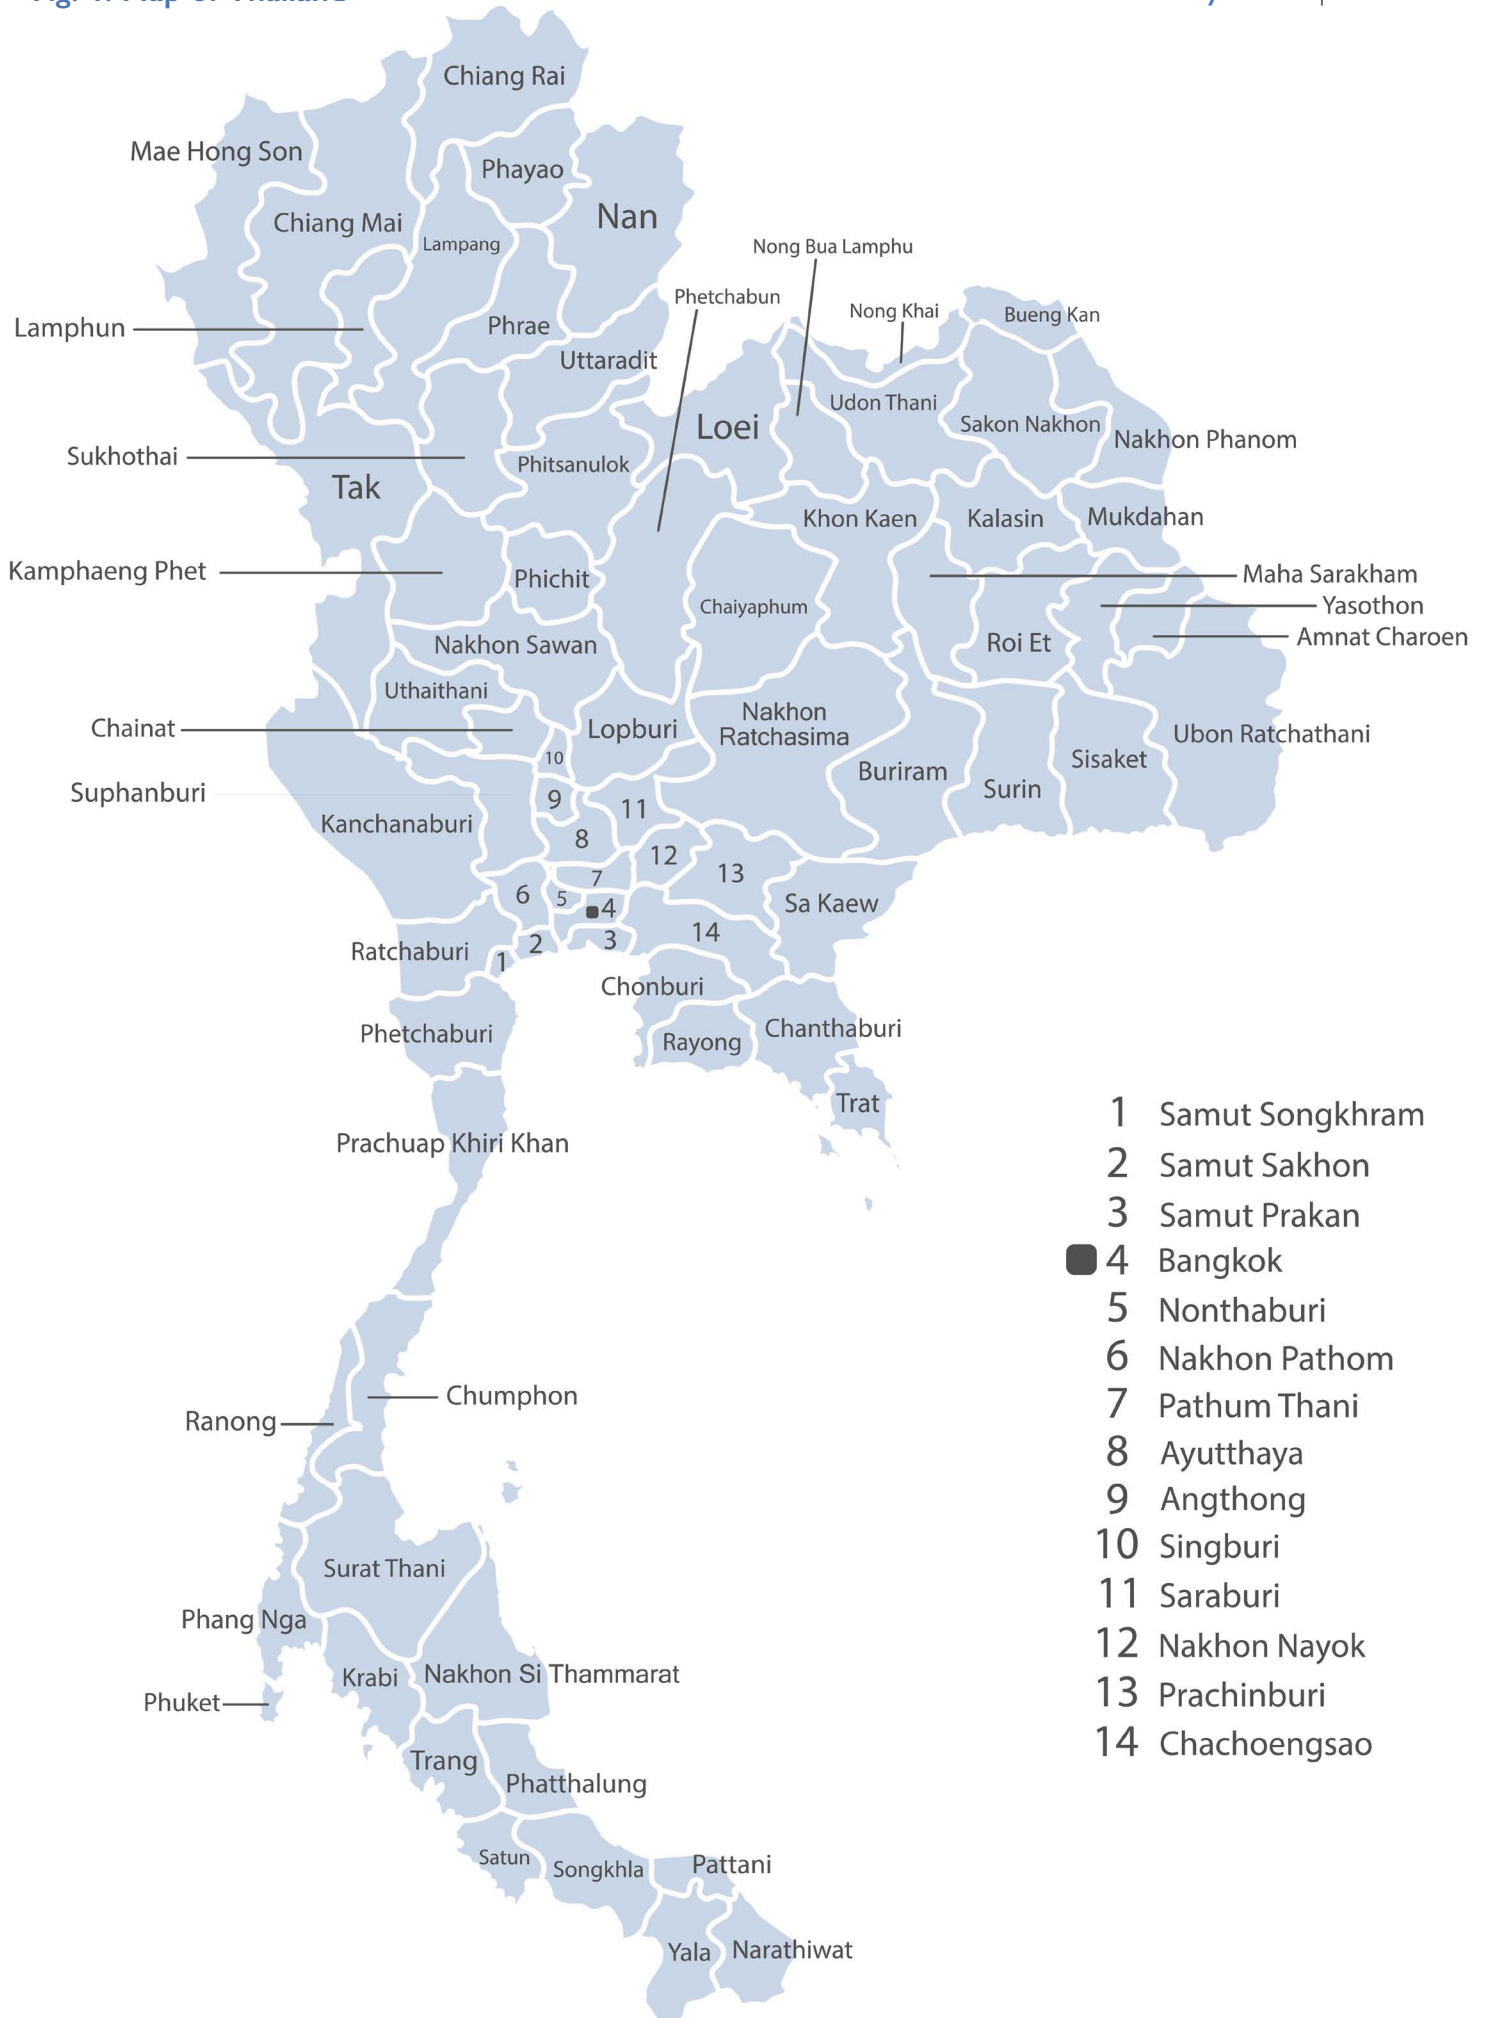 Chiang Rai
Mae Hong Son
Phayao
Nan
Chiang Mai
Lampang
Nong Bua Lamphu
Phetchabun
Nong Khai
Bueng Kan
Lamphun
Phrae
Uttaradit
Udon Thani
Loei
Sakon Nakhon
Nakhon Phanom
Sukhothai
Phitsanulok
Tak
Khon Kaen
Kalasin
Mukdahan
Kamphaeng Phet
Phichit
Maha Sarakham
Chaiyaphum
Yasothon
Amnat Charoen
Nakhon Sawan
Roi Et
Uthaithani
Nakhon
Ratchasima
Chainat
Lopburi
Ubon Ratchathani
10
Sisaket
Buriram
Surin
Suphanburi
9
11
Kanchanaburi
8
12
13
7
6
5
4
Sa Kaew
14
Ratchaburi
2
3
1
Chonburi
Phetchaburi
Rayong
Chanthaburi
Trat
Prachuap Khiri Khan
1 Samut Songkhram
2 Samut Sakhon
3 Samut Prakan
4 Bangkok
5 Nonthaburi
6 Nakhon Pathom
7 Pathum Thani
8 Ayutthaya
9 Angthong
10 Singburi
11 Saraburi
12 Nakhon Nayok
13 Prachinburi
14 Chachoengsao
Chumphon
Ranong
Surat Thani
Phang Nga
Krabi
Nakhon Si Thammarat
Phuket
Trang
Phatthalung
Satun
Songkhla
Pattani
Yala
Narathiwat